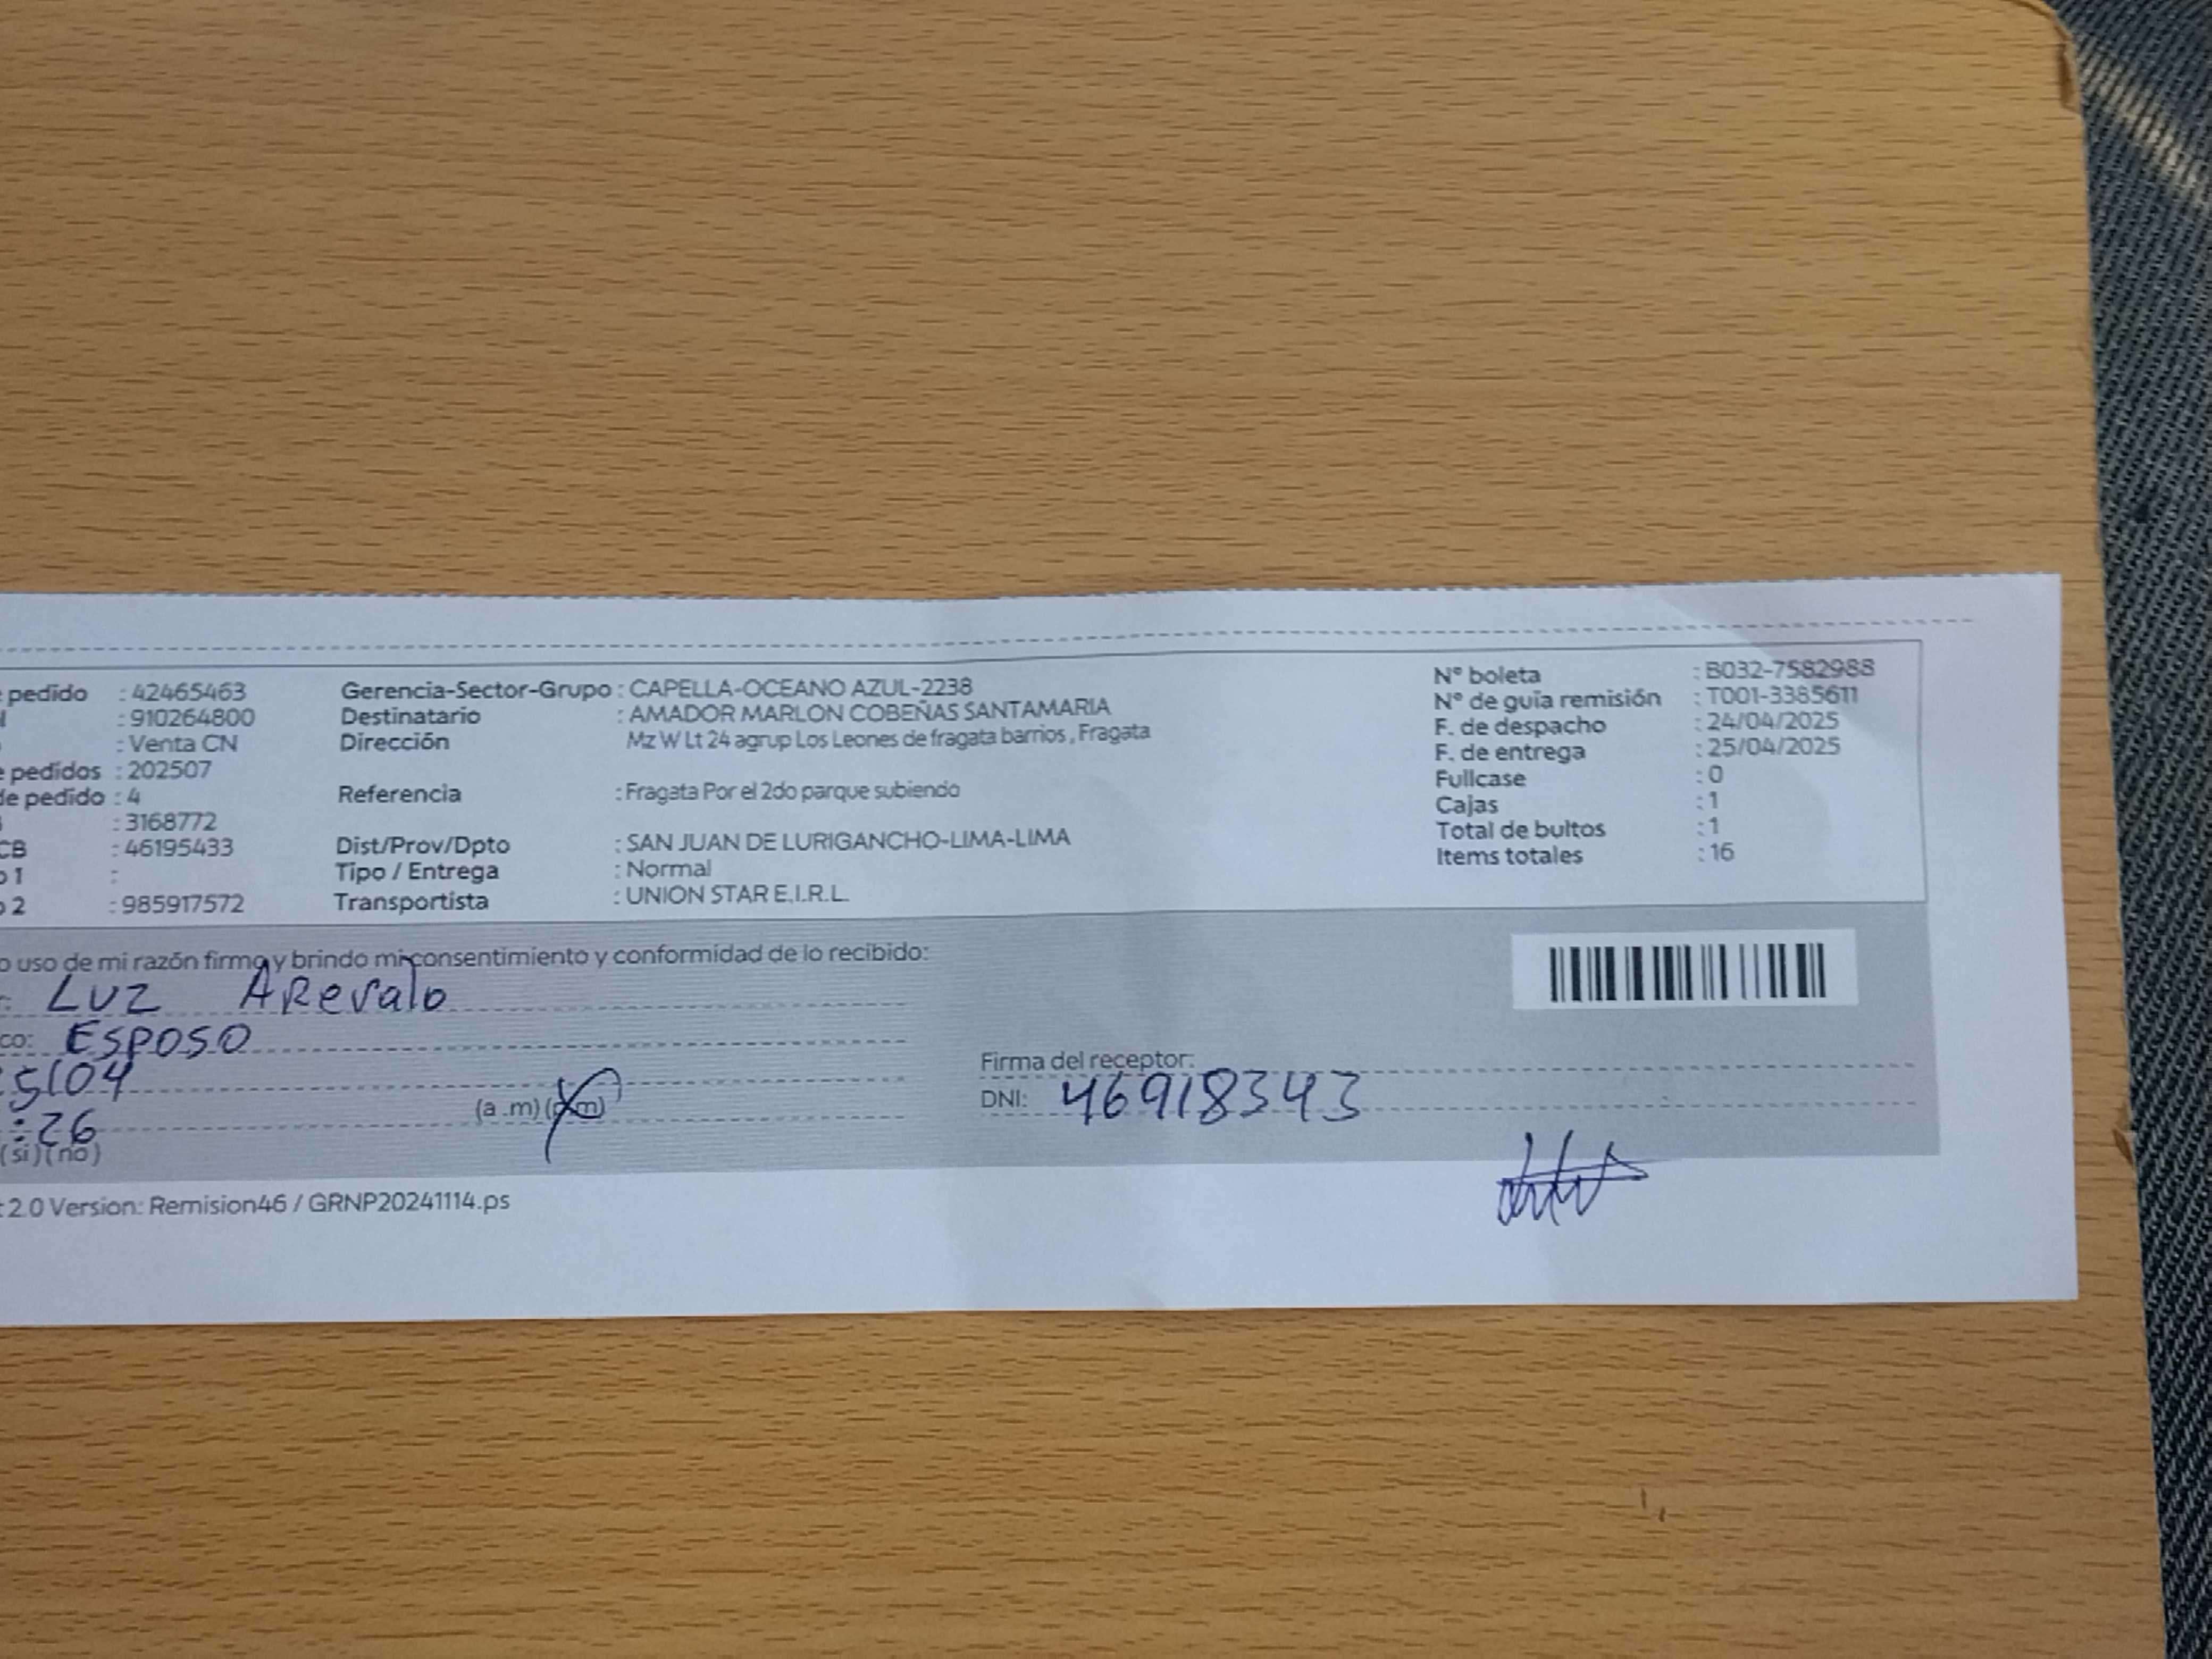 pedido : 42465463 Gerencia-Sector-Grupo : CAPELLA-OCEANO AZUL-2238 N° boleta : B032-7582988
: 910264800 Destinatario : AMADOR MARLON COBEÑAS SANTAMARIA N° de guía remisión : T001-3385611
: Venta CN Dirección Mz W Lt 24 agrup Los Leones de fragata barrios , Fragata F. de despacho : 24/04/2025
pedidos : 202507 F. de entrega : 25/04/2025
de pedido : 4 Referencia : Fragata Por el 2do parque subiendo Fullcase : 0
: 3168772 Cajas : 1
CB : 46195433 Dist/Prov/Dpto : SAN JUAN DE LURIGANCHO-LIMA-LIMA Total de bultos : 1
o 1 : Tipo / Entrega : Normal Items totales : 16
o 2 : 985917572 Transportista : UNION STAR E.I.R.L.
o uso de mi razón firmo y brindo mi consentimiento y conformidad de lo recibido:
: LUZ AREvalo
co: ESPOSO
5/04 Firma del receptor:
: 26 (a .m) (p.m) DNI: 46918343
(si) (no)
2.0 Version: Remision46 / GRNP20241114.ps